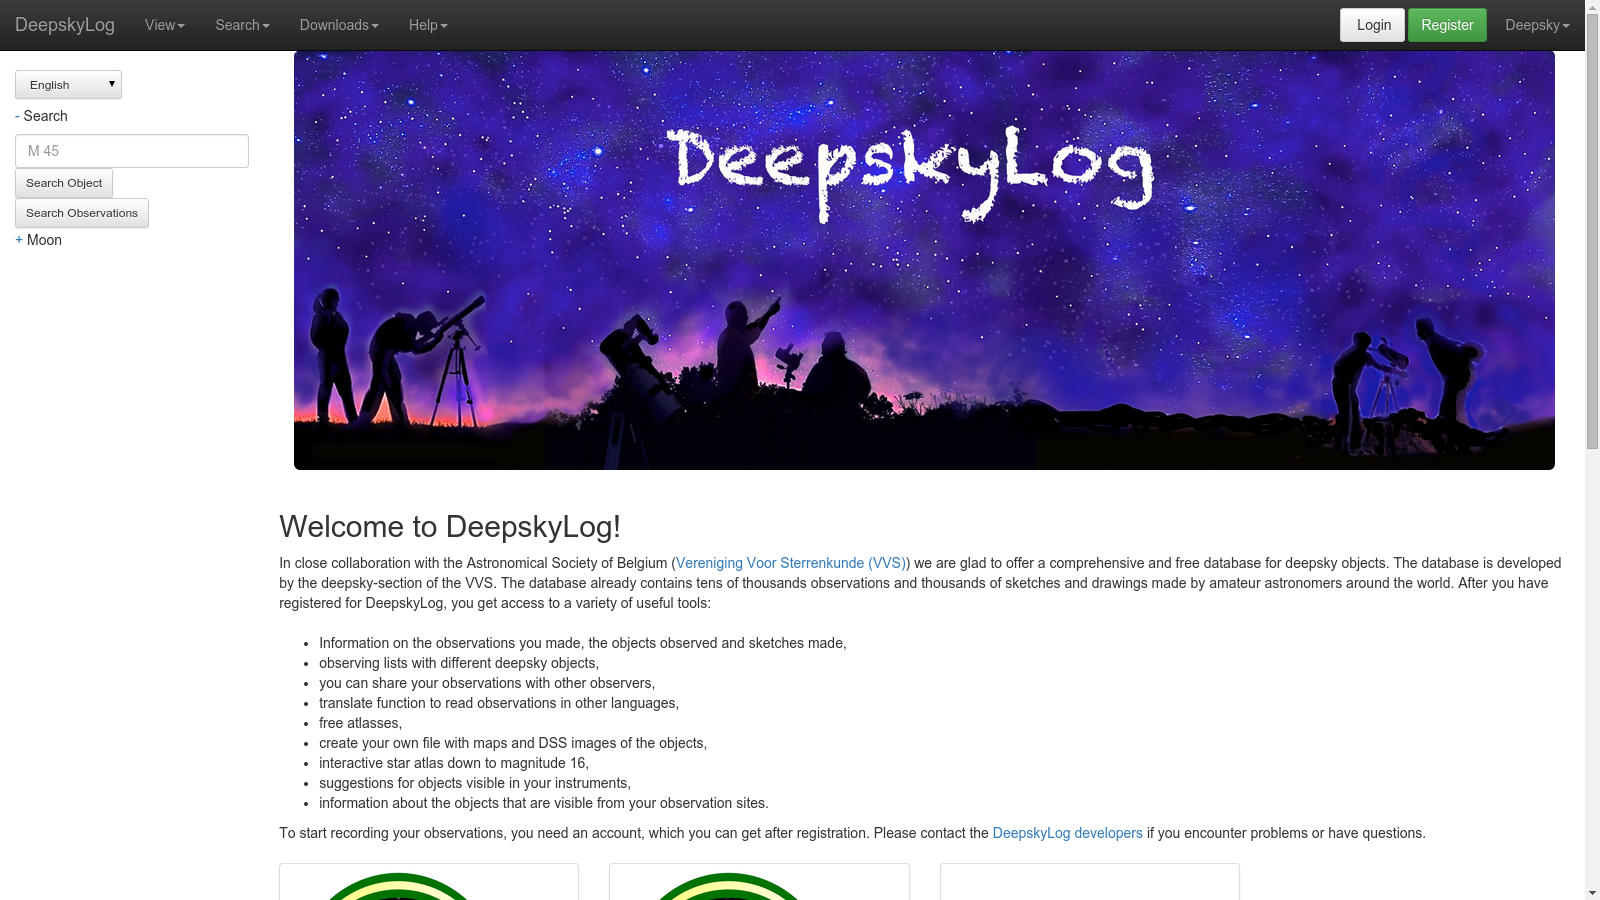 DeepskyLog View Search Downloads Help Login Register Deepsky
English
- Search
M 45
Search Object
Search Observations
+ Moon
DeepskyLog
Welcome to DeepskyLog!
In close collaboration with the Astronomical Society of Belgium (Vereniging Voor Sterrenkunde (VVS)) we are glad to offer a comprehensive and free database for deepsky objects. The database is developed
by the deepsky-section of the VVS. The database already contains tens of thousands observations and thousands of sketches and drawings made by amateur astronomers around the world. After you have
registered for DeepskyLog, you get access to a variety of useful tools:
• Information on the observations you made, the objects observed and sketches made,
• observing lists with different deepsky objects,
• you can share your observations with other observers,
• translate function to read observations in other languages,
• free atlasses,
• create your own file with maps and DSS images of the objects,
• interactive star atlas down to magnitude 16,
• suggestions for objects visible in your instruments,
• information about the objects that are visible from your observation sites.
To start recording your observations, you need an account, which you can get after registration. Please contact the DeepskyLog developers if you encounter problems or have questions.